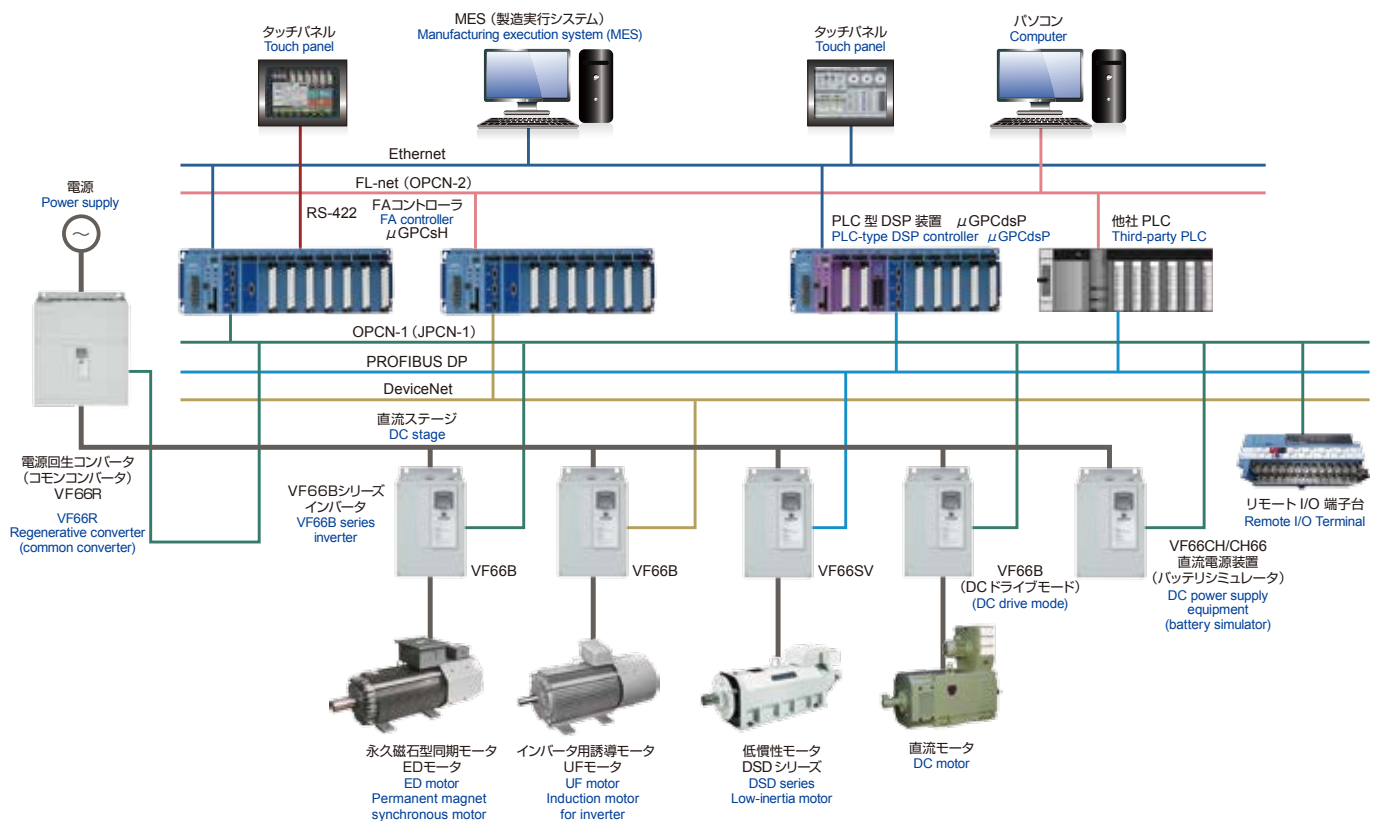 タッチパネル
Touch panel
MES（製造実行システム）
Manufacturing execution system (MES)
タッチパネル
Touch panel
パソコン
Computer
Ethernet
FL-net（OPCN-2）
電源
Power supply
～
RS-422
FAコントローラ
FA controller
μGPCsH
PLC 型 DSP 装置　μGPCdsP
PLC-type DSP controller　μGPCdsP
他社 PLC
Third-party PLC
OPCN-1（JPCN-1）
PROFIBUS DP
DeviceNet
直流ステージ
DC stage
電源回生コンバータ
（コモンコンバータ）
VF66R
VF66R
Regenerative converter
(common converter)
VF66Bシリーズ
インバータ
VF66B series
inverter
VF66B
VF66B
VF66SV
VF66B
（DCドライブモード）
(DC drive mode)
VF66CH/CH66
直流電源装置
（バッテリシミュレータ）
DC power supply
equipment
(battery simulator)
リモート I/O 端子台
Remote I/O Terminal
永久磁石型同期モータ
EDモータ
ED motor
Permanent magnet
synchronous motor
インバータ用誘導モータ
UFモータ
UF motor
Induction motor
for inverter
低慣性モータ
DSDシリーズ
DSD series
Low-inertia motor
直流モータ
DC motor